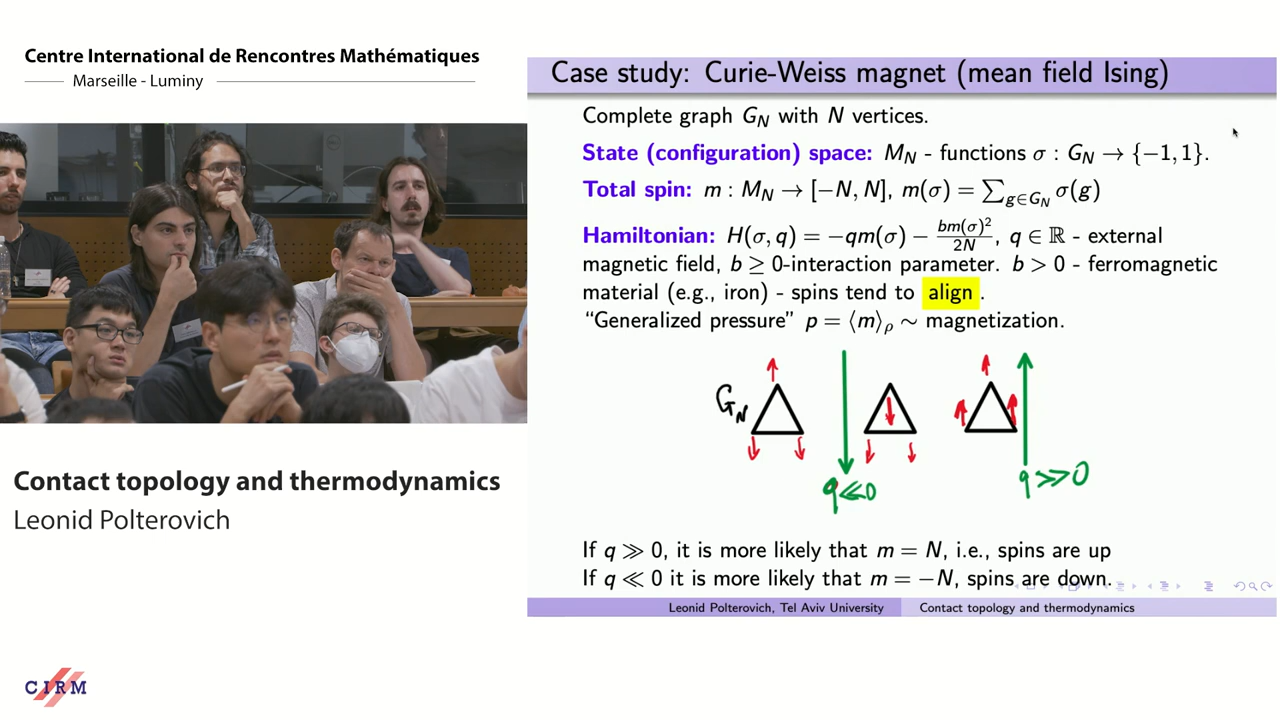 Centre International de Rencontres Mathématiques
Marseille - Luminy
Case study: Curie-Weiss magnet (mean field Ising)
Complete graph G_N with N vertices.
State (configuration) space: M_N - functions σ : G_N → {−1, 1}.
Total spin: m : M_N → [−N, N], m(σ) = ∑_{g∈G_N} σ(g)
Hamiltonian: H(σ, q) = −qm(σ) − bm(σ)²/2N, q ∈ ℝ - external
magnetic field, b ≥ 0-interaction parameter. b > 0 - ferromagnetic
material (e.g., iron) - spins tend to align.
“Generalized pressure” p = ⟨m⟩_ρ ∼ magnetization.
G_N
q≪0
q≫0
If q ≫ 0, it is more likely that m = N, i.e., spins are up
If q ≪ 0 it is more likely that m = −N, spins are down.
Leonid Polterovich, Tel Aviv University
Contact topology and thermodynamics
Contact topology and thermodynamics
Leonid Polterovich
CIRM